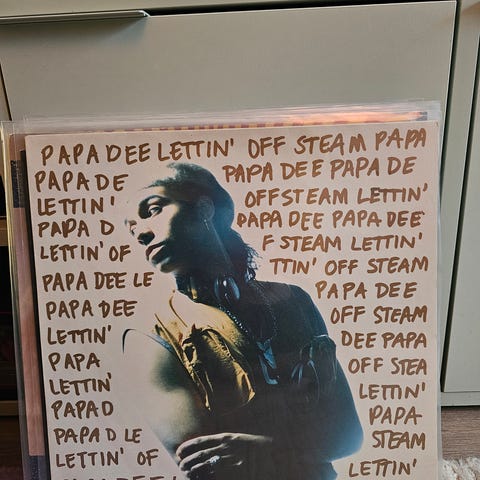 PAPA DEE LETTIN' OFF STEAM PAPA
PAPA DE PAPA DEE PAPA DE
LETTIN' OFF STEAM LETTIN'
PAPA D PAPA DEE PAPA DEE
LETTIN' OF F STEAM LETTIN'
PAPA DEE LE TTIN' OFF STEAM
PAPA DEE PAPA DEE
LETTIN' OFF STEAM
PAPA DEE PAPA
LETTIN' OFF STEA
PAPA D LETTIN'
PAPA D LE PAPA
LETTIN' OF STEAM
LETTIN'